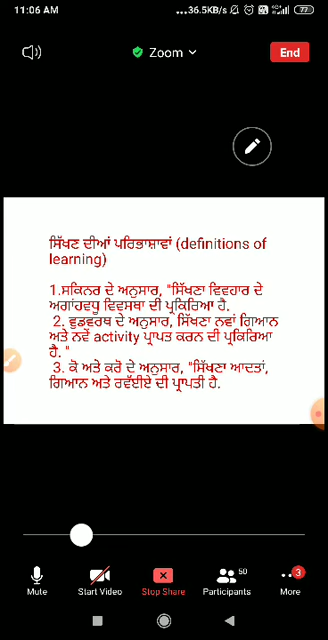 11:06 AM
...36.5KB/s
77
Zoom
End
ਸਿੱਖਣ ਦੀਆਂ ਪਰਿਭਾਸ਼ਾਵਾਂ (definitions of
learning)
1.ਸਕਿਨਰ ਦੇ ਅਨੁਸਾਰ, "ਸਿੱਖਣਾ ਵਿਵਹਾਰ ਦੇ
ਅਗਾਂਹਵਧੂ ਵਿਵਸਥਾ ਦੀ ਪ੍ਰਕਿਰਿਆ ਹੈ.
2. ਵੁਡਵਰਥ ਦੇ ਅਨੁਸਾਰ, ਸਿੱਖਣਾ ਨਵਾਂ ਗਿਆਨ
ਅਤੇ ਨਵੇਂ activity ਪ੍ਰਾਪਤ ਕਰਨ ਦੀ ਪ੍ਰਕਿਰਿਆ
ਹੈ. "
3. ਕੋ ਅਤੇ ਕਰੋ ਦੇ ਅਨੁਸਾਰ, "ਸਿੱਖਣਾ ਆਦਤਾਂ,
ਗਿਆਨ ਅਤੇ ਰਵੱਈਏ ਦੀ ਪ੍ਰਾਪਤੀ ਹੈ.
50
3
Mute
Start Video
Stop Share
Participants
More